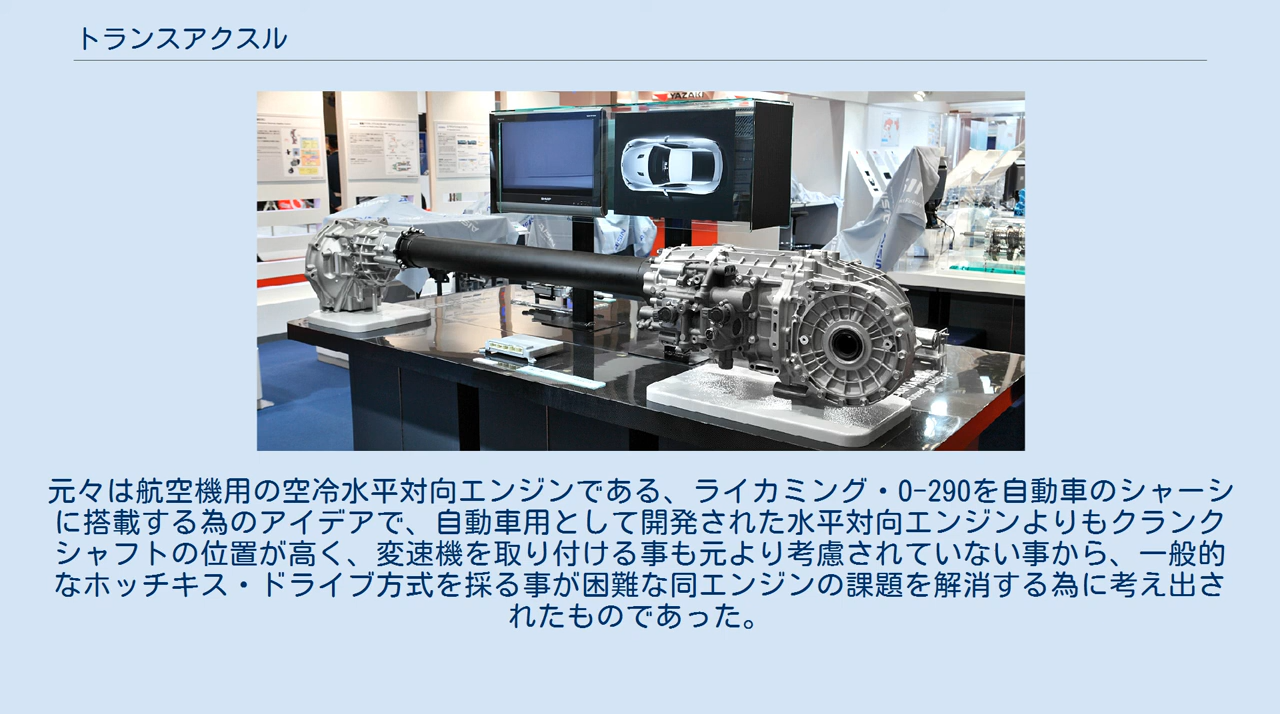 トランスアクスル
YAZAKI
SHARP
元々は航空機用の空冷水平対向エンジンである、ライカミング・O-290を自動車のシャーシ
に搭載する為のアイデアで、自動車用として開発された水平対向エンジンよりもクランク
シャフトの位置が高く、変速機を取り付ける事も元より考慮されていない事から、一般的
なホッチキス・ドライブ方式を採る事が困難な同エンジンの課題を解消する為に考え出さ
れたものであった。